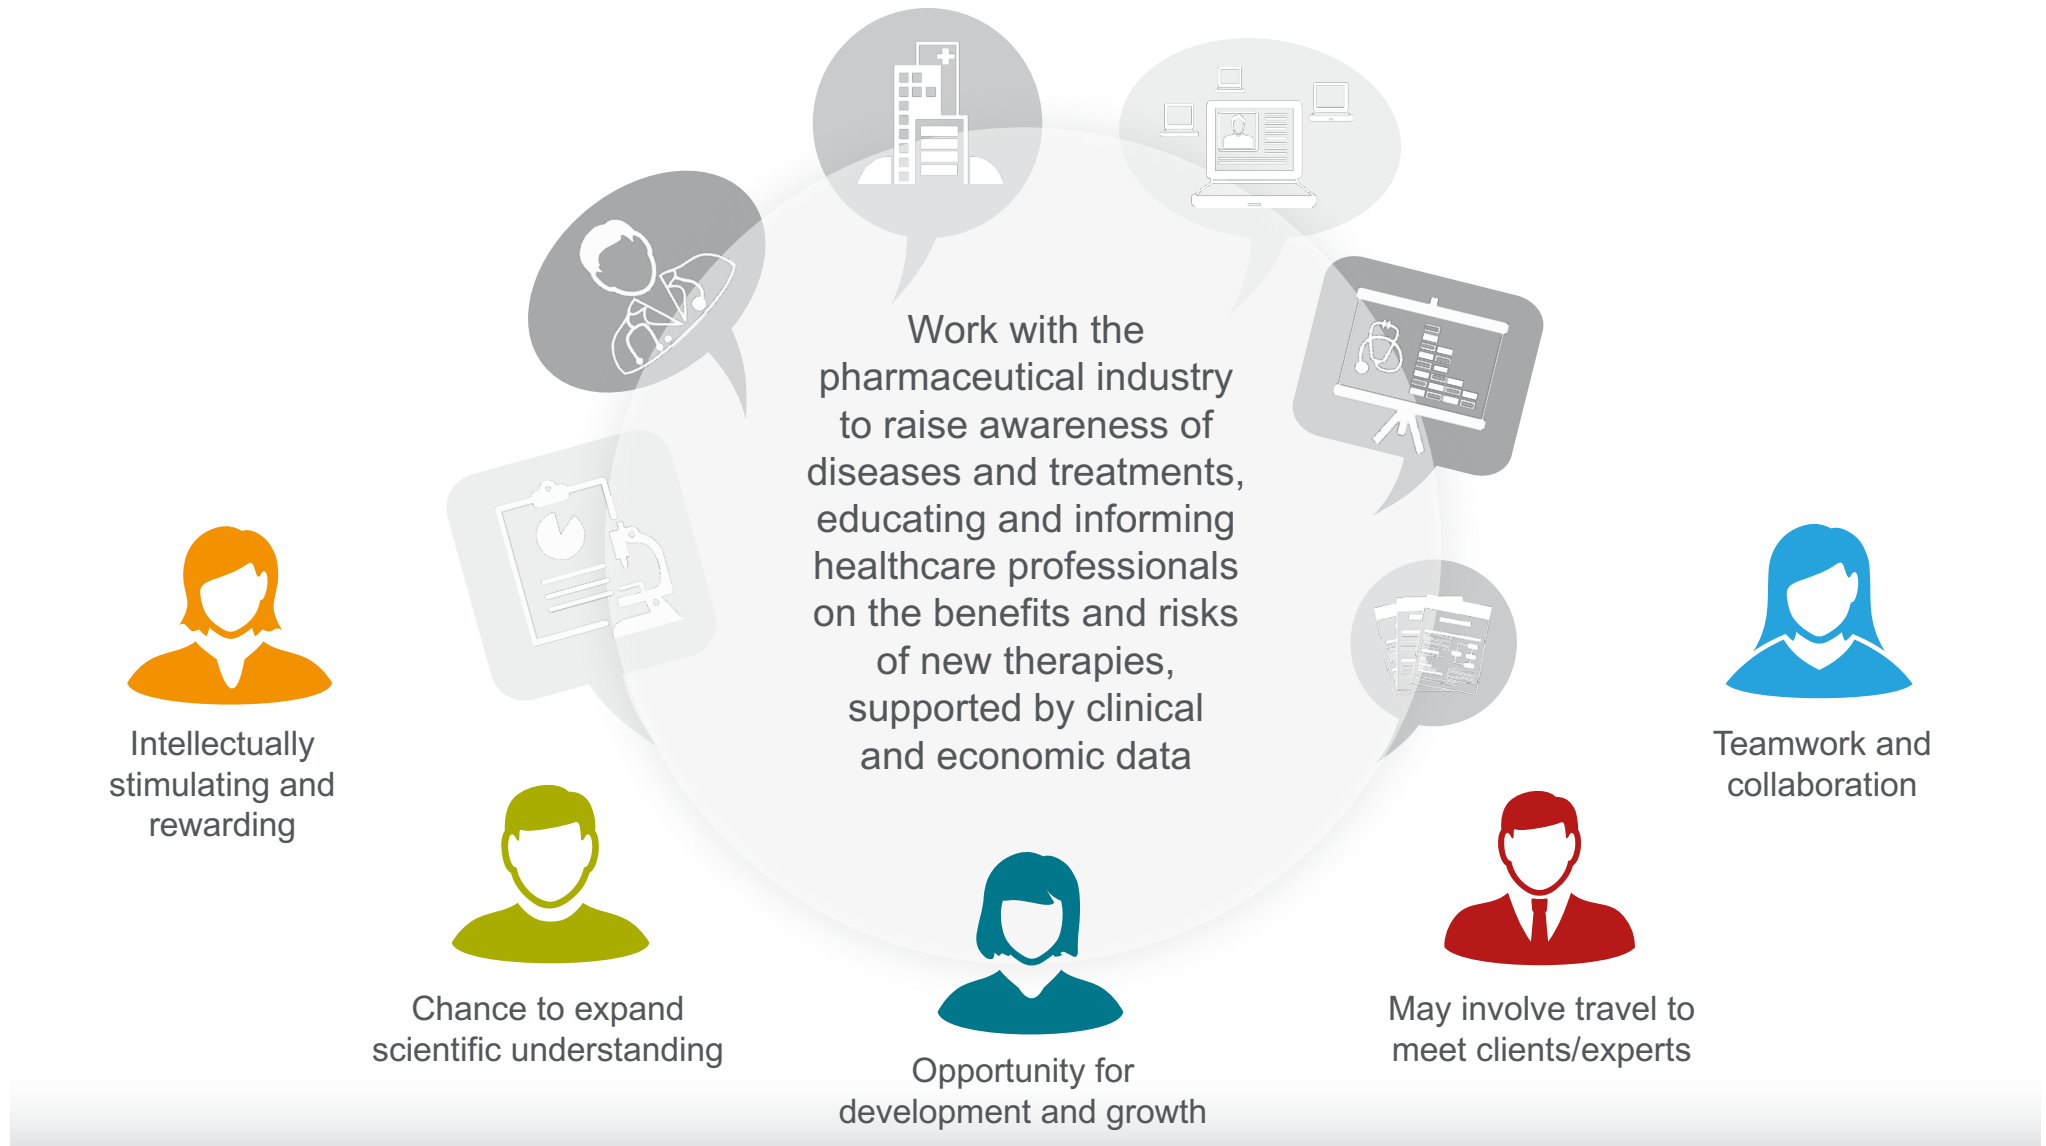 Work with the
pharmaceutical industry
to raise awareness of
diseases and treatments,
educating and informing
healthcare professionals
on the benefits and risks
of new therapies,
supported by clinical
and economic data
Intellectually
stimulating and
rewarding
Chance to expand
scientific understanding
Opportunity for
development and growth
May involve travel to
meet clients/experts
Teamwork and
collaboration